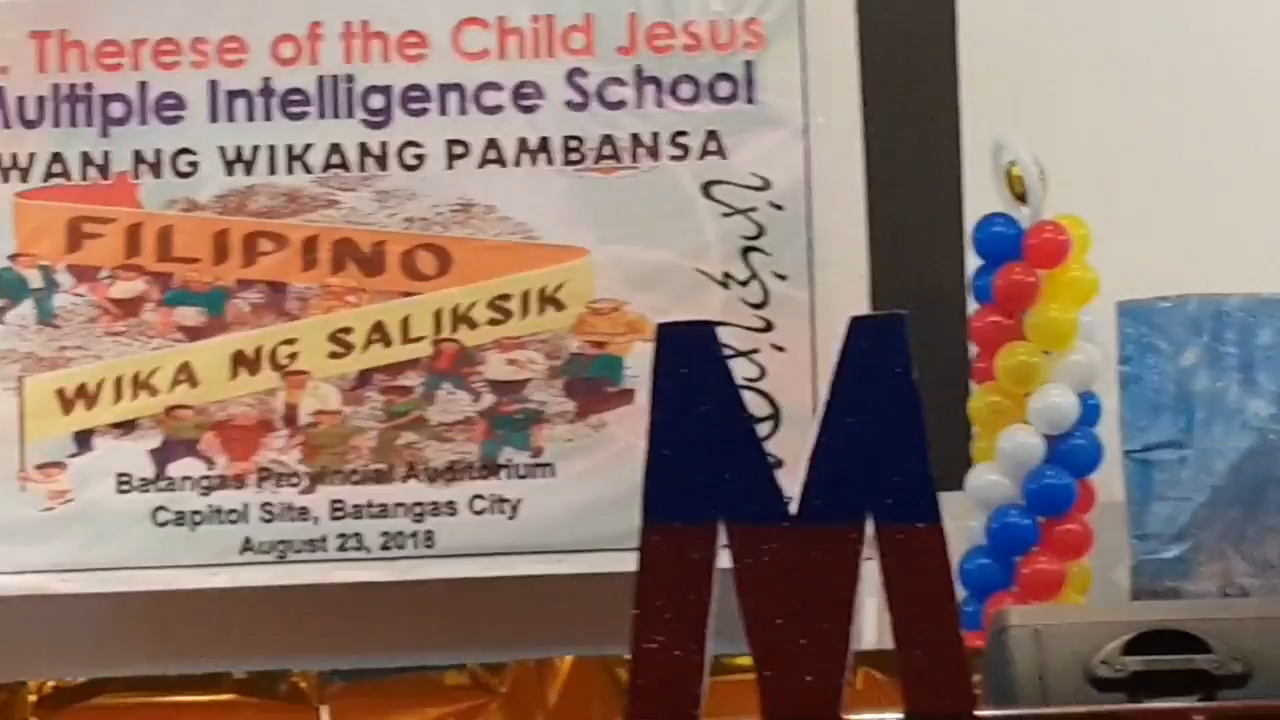 . Therese of the Child Jesus
Multiple Intelligence School
WAN NG WIKANG PAMBANSA
FILIPINO
WIKA NG SALIKSIK
Batangas Provincial Auditorium
Capitol Site, Batangas City
August 23, 2018
M